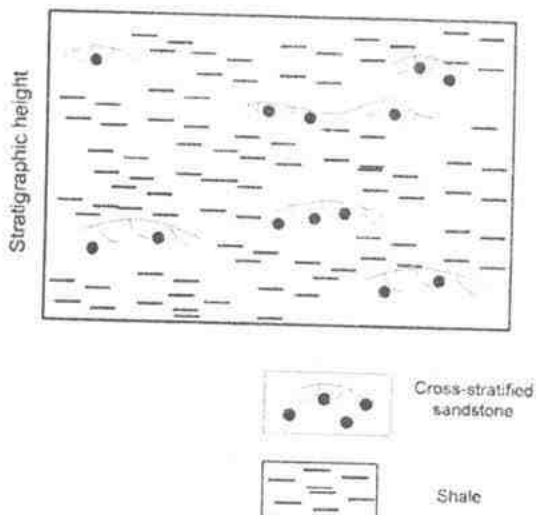 Stratigraphic height
Cross-stratified
sandstone
Shale